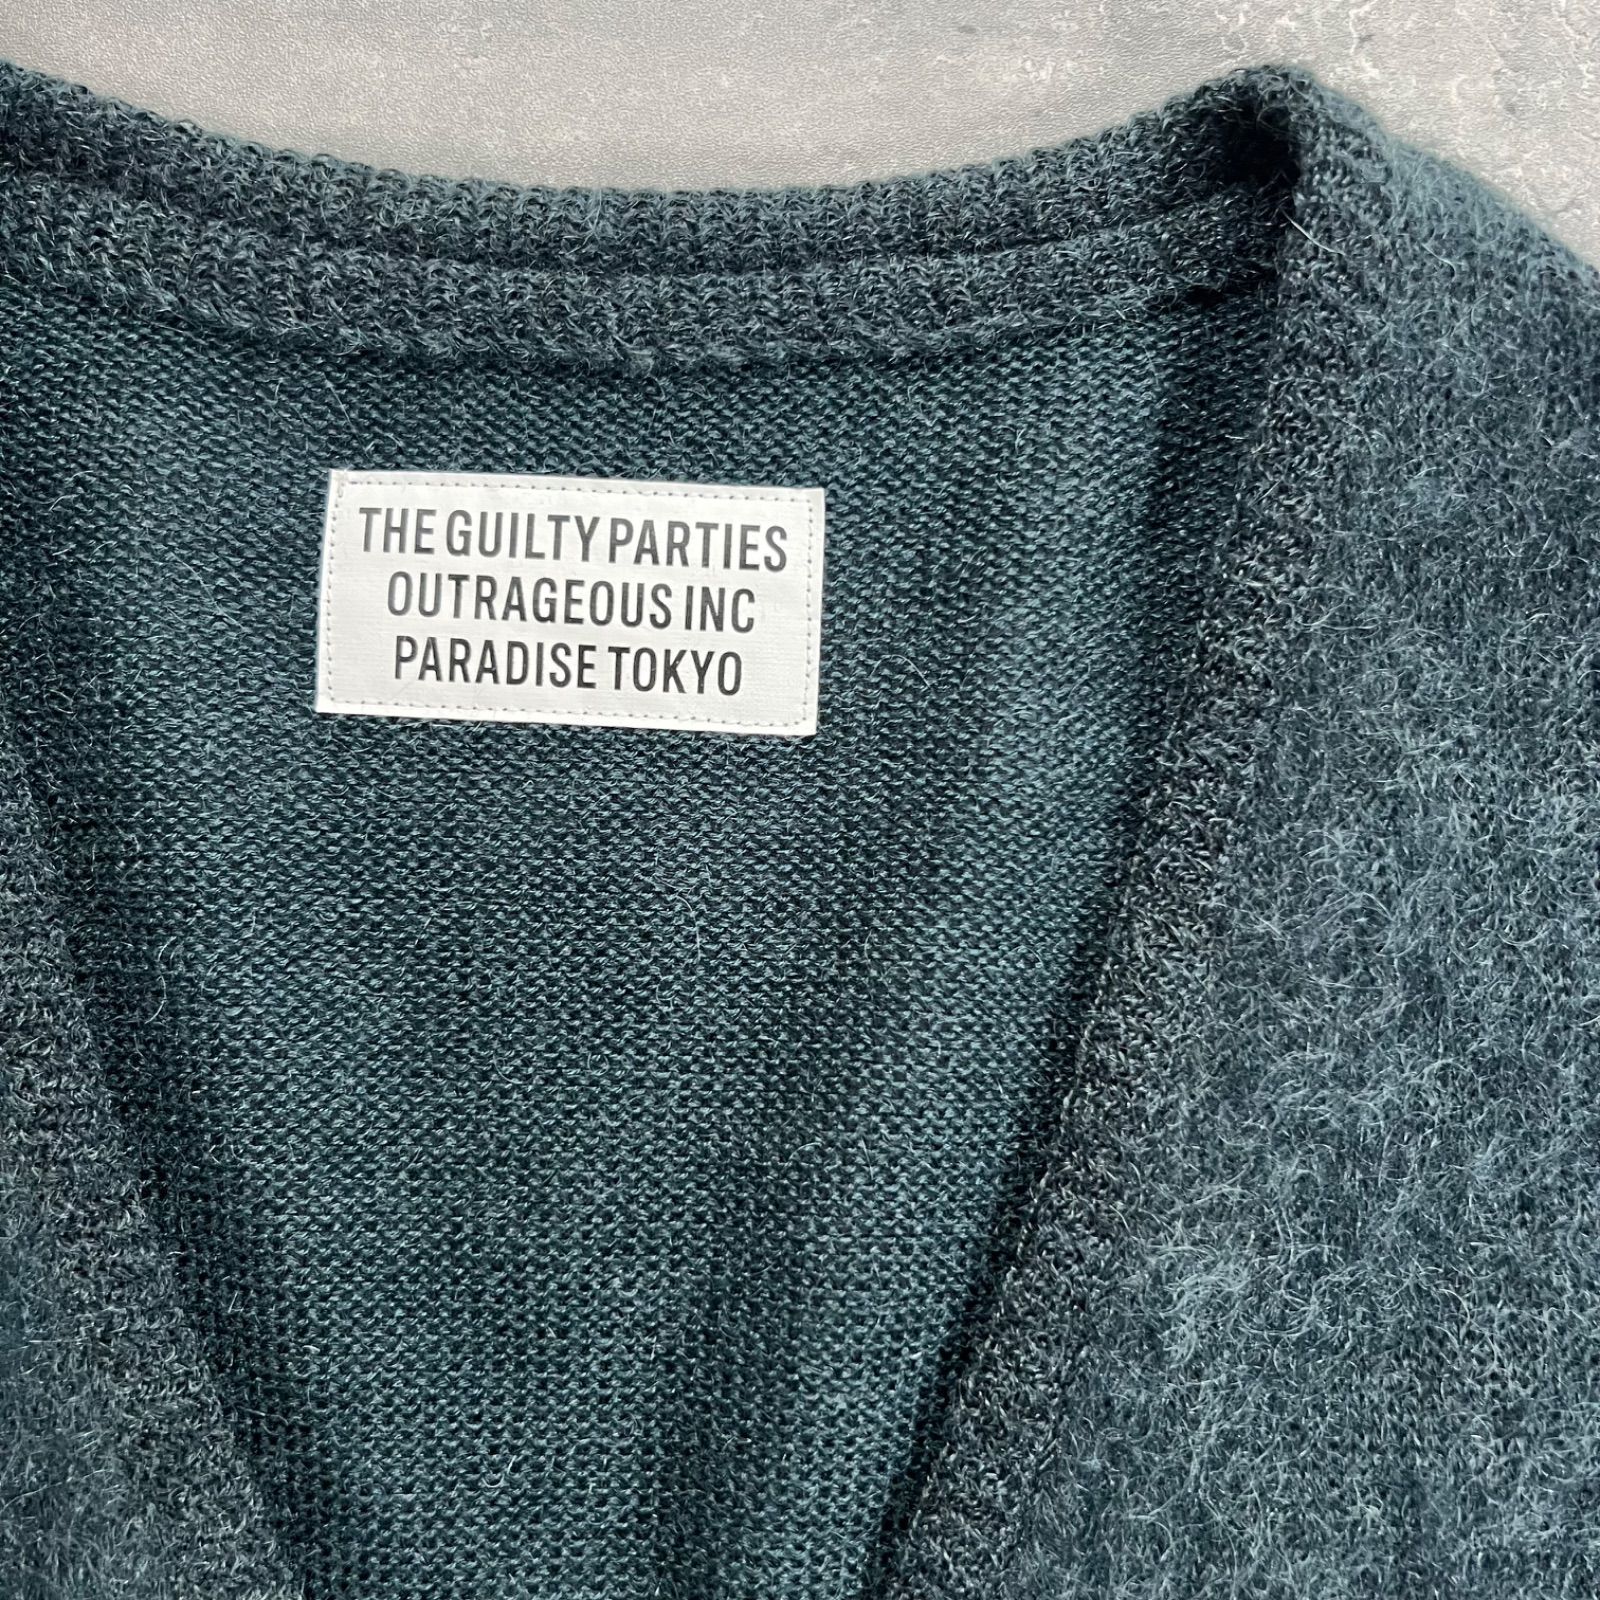 THE GUILTY PARTIES
OUTRAGEOUS INC
PARADISE TOKYO